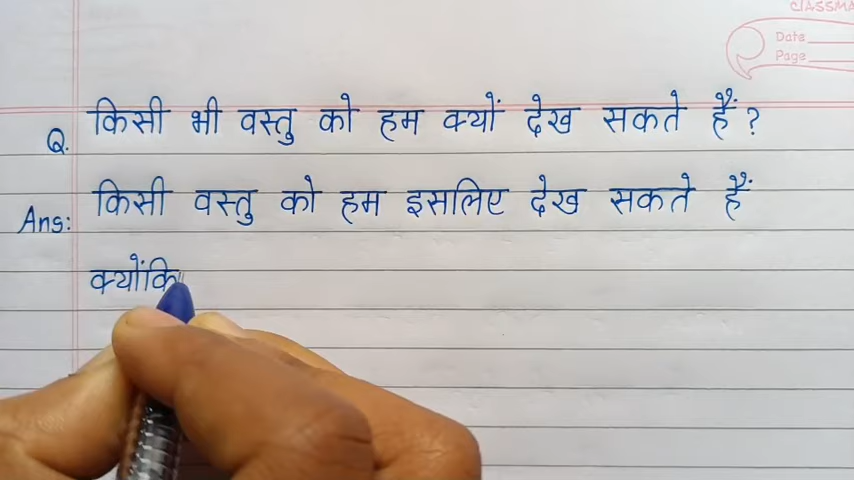 CLASSMA
Date
Page
Q. किसी भी वस्तु को हम क्यों देख सकते हैं ?
Ans: किसी वस्तु को हम इसलिए देख सकते हैं
क्योंकि